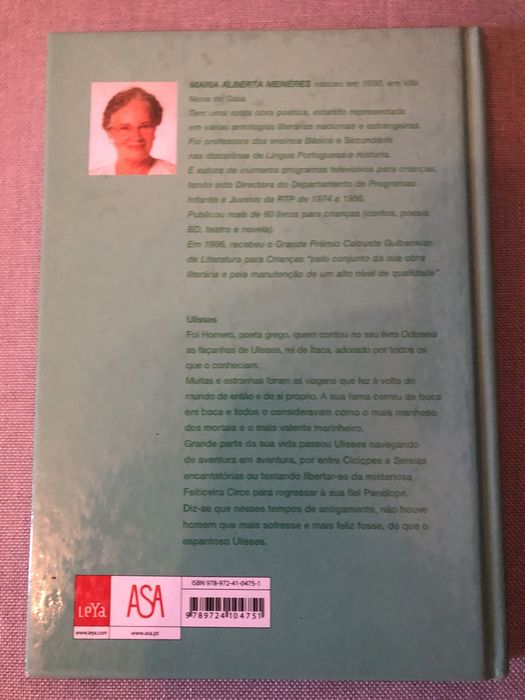 MARIA ALBERTA MENÉRES nasceu em 1930, em Vila
Nova de Gaia.
Tem uma vasta obra poética, estando representada
em várias antologias literárias nacionais e estrangeiras.
Foi professora dos ensinos Básico e Secundário
nas disciplinas de Língua Portuguesa e História.
É autora de inúmeros programas televisivos para crianças,
tendo sido Directora do Departamento de Programas
Infantis e Juvenis da RTP de 1974 a 1986.
Publicou mais de 60 livros para crianças (contos, poesia,
BD, teatro e novela).
Em 1986, recebeu o Grande Prémio Calouste Gulbenkian
de Literatura para Crianças "pelo conjunto da sua obra
literária e pela manutenção de um alto nível de qualidade"
Ulisses
Foi Homero, poeta grego, quem contou no seu livro Odisseia
as façanhas de Ulisses, rei de Ítaca, adorado por todos os
que o conheciam.
Muitas e estranhas foram as viagens que fez à volta do
mundo de então e de si próprio. A sua fama correu de boca
em boca e todos o consideravam como o mais manhoso
dos mortais e o mais valente marinheiro.
Grande parte da sua vida passou Ulisses navegando
de aventura em aventura, por entre Ciclopes e Sereias
encantatórias ou tentando libertar-se da misteriosa
Feiticeira Circe para regressar à sua fiel Penélope.
Diz-se que nesses tempos de antigamente, não houve
homem que mais sofresse e mais feliz fosse, do que o
espantoso Ulisses.
LEYA
www.leya.com
ASA
www.asa.pt
ISBN 978-972-41-0475-1
9 789724 104751